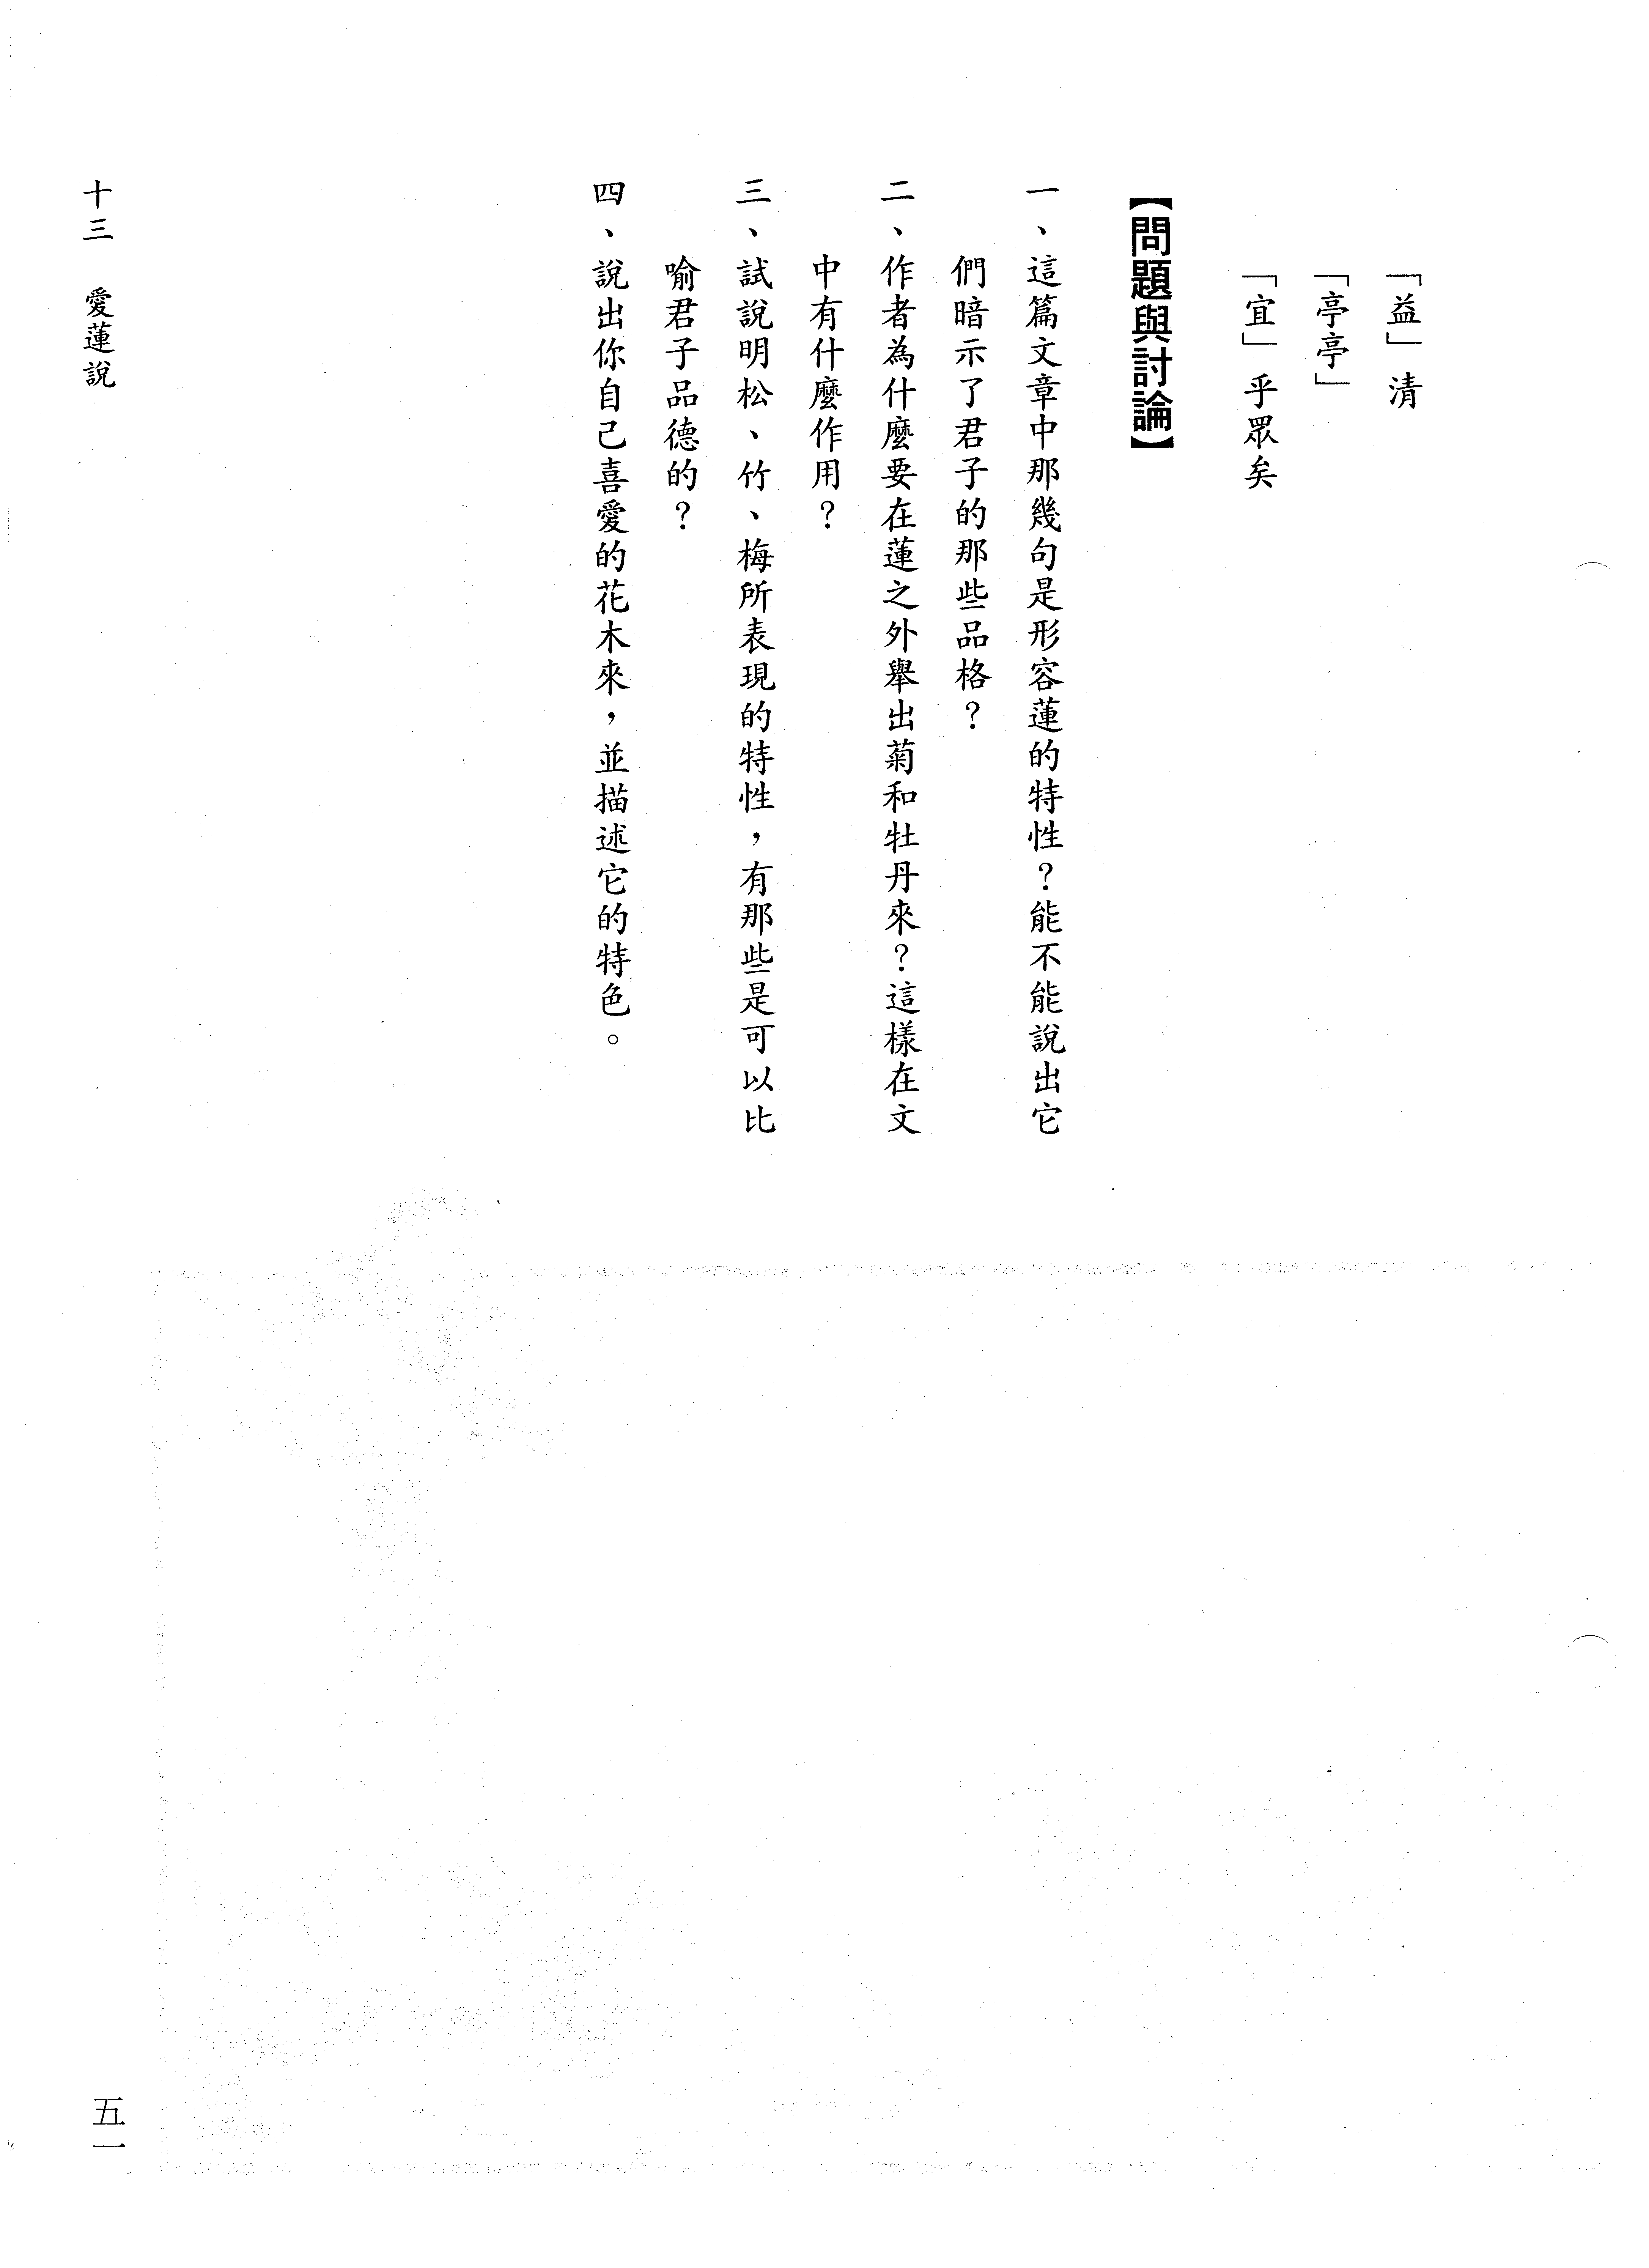 「益」清
「亭亭」
「宜」乎眾矣
【問題與討論】
一、這篇文章中那幾句是形容蓮的特性？能不能說出它
們暗示了君子的那些品格？
二、作者為什麼要在蓮之外舉出菊和牡丹來？這樣在文
中有什麼作用？
三、試說明松、竹、梅所表現的特性，有那些是可以比
喻君子品德的？
四、說出你自己喜愛的花木來，並描述它的特色。
十三 愛蓮說
五一